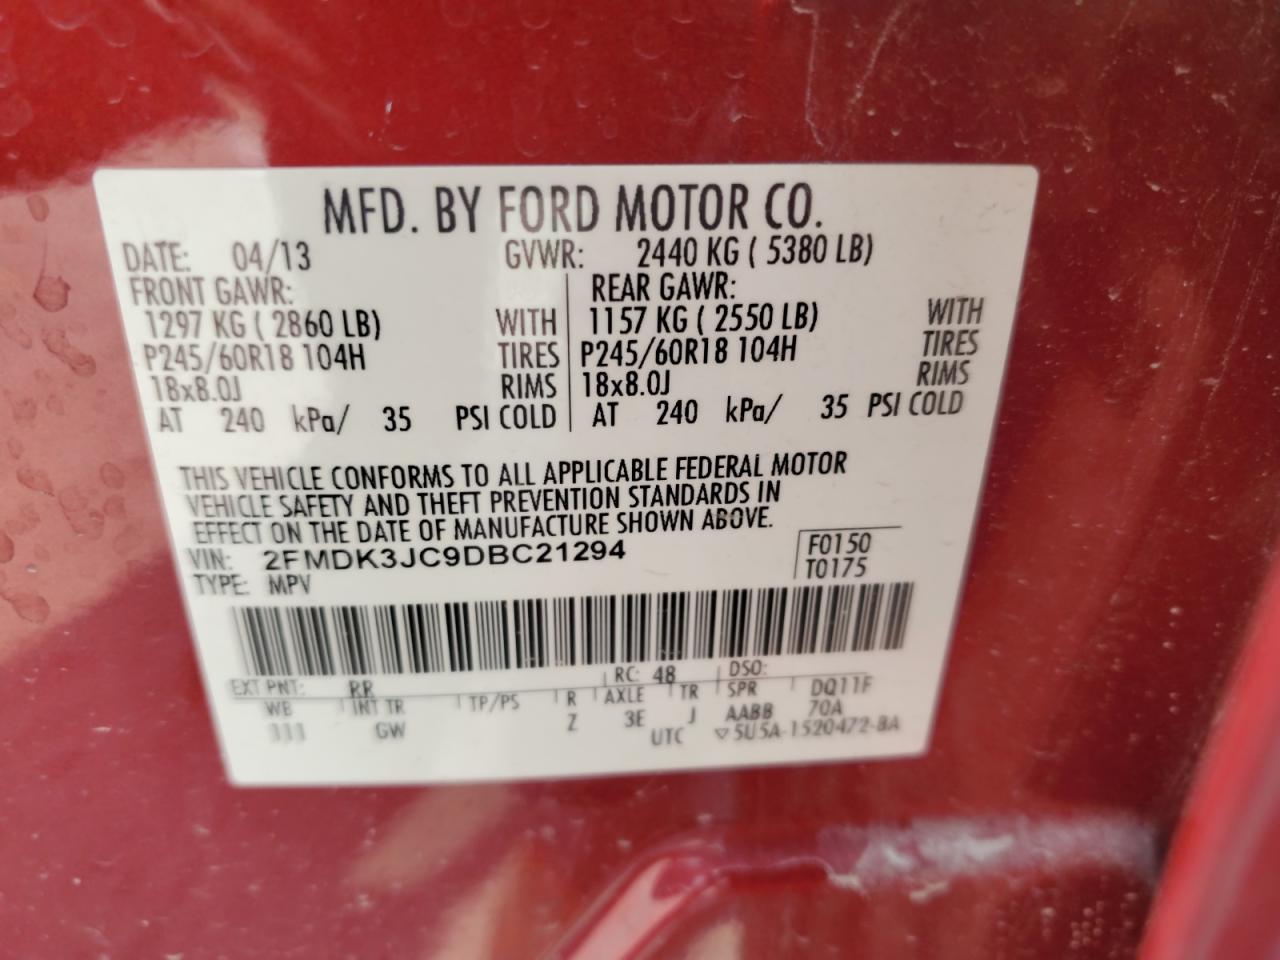 MFD. BY FORD MOTOR CO.
DATE: 04/13 GVWR: 2440 KG ( 5380 LB)
FRONT GAWR: REAR GAWR:
1297 KG ( 2860 LB) WITH 1157 KG ( 2550 LB) WITH
P245/60R18 104H TIRES P245/60R18 104H TIRES
18x8.0J RIMS 18x8.0J RIMS
AT 240 kPa/ 35 PSI COLD AT 240 kPa/ 35 PSI COLD
THIS VEHICLE CONFORMS TO ALL APPLICABLE FEDERAL MOTOR
VEHICLE SAFETY AND THEFT PREVENTION STANDARDS IN
EFFECT ON THE DATE OF MANUFACTURE SHOWN ABOVE.
VIN: 2FMDK3JC9DBC21294 F0150
TYPE: MPV T0175
EXT PNT: RR RC: 48 DSO:
WB INT TR TP/PS R AXLE TR SPR DQ11F
GW Z 3E J AABB 70A
UTC 5U5A-1520472-BA